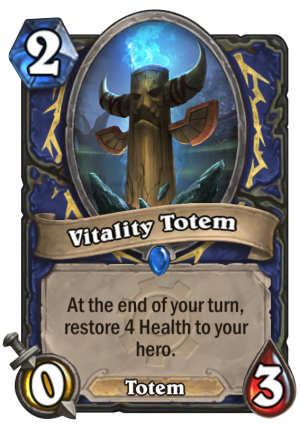 2
Vitality Totem
At the end of your turn,
restore 4 Health to your
hero.
0
Totem
3